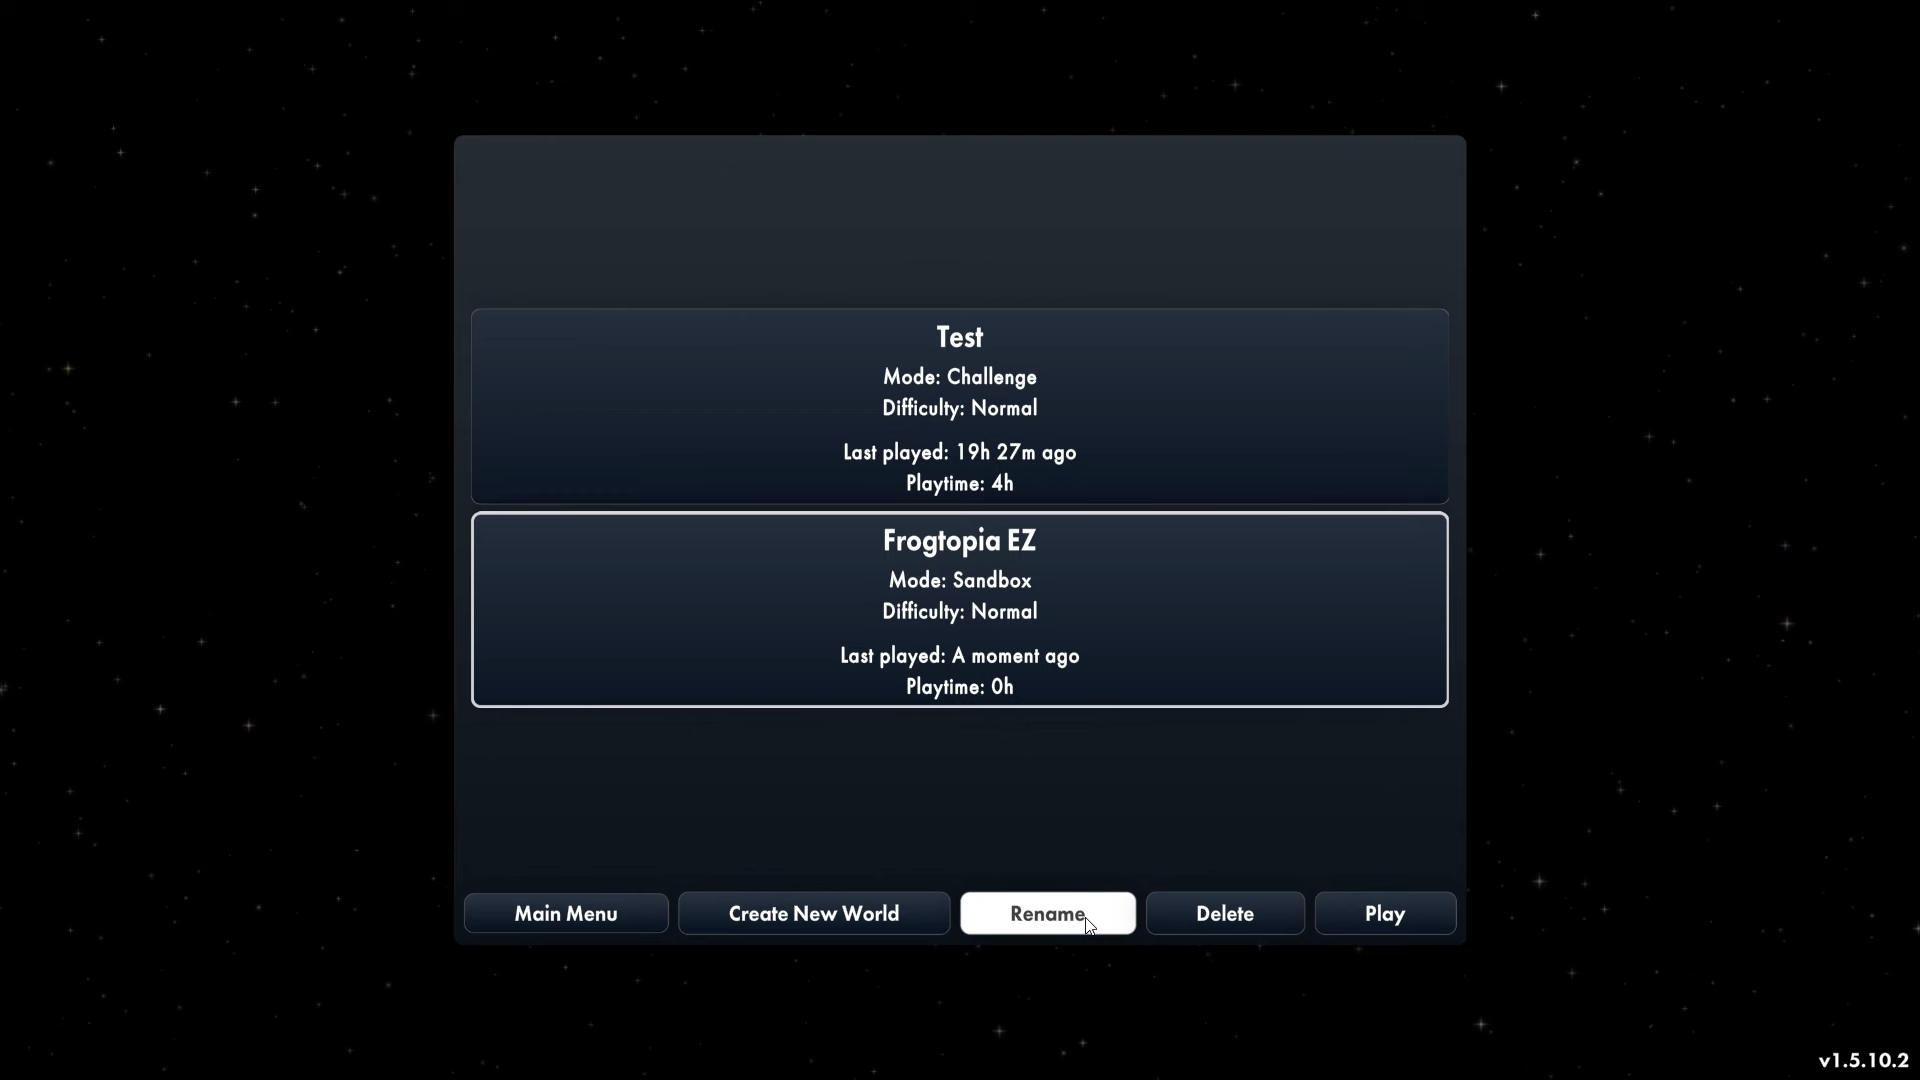 Test
Mode: Challenge
Difficulty: Normal
Last played: 19h 27m ago
Playtime: 4h
Frogtopia EZ
Mode: Sandbox
Difficulty: Normal
Last played: A moment ago
Playtime: 0h
Main Menu
Create New World
Rename
Delete
Play
v1.5.10.2